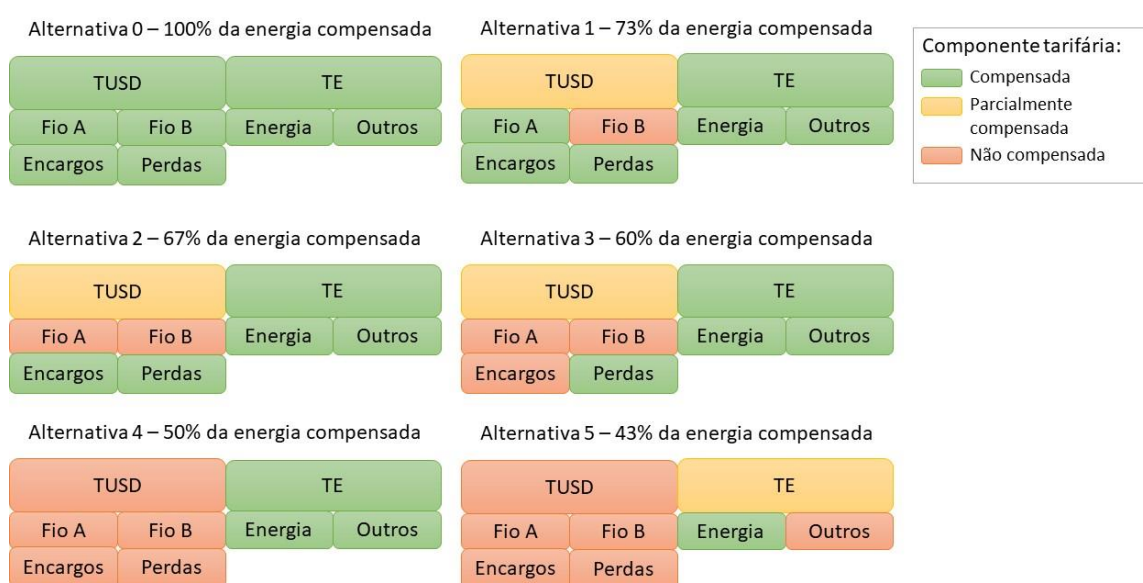 Alternativa 0 – 100% da energia compensada
TUSD TE
Fio A Fio B Energia Outros
Encargos Perdas
Alternativa 1 – 73% da energia compensada
TUSD TE
Fio A Fio B Energia Outros
Encargos Perdas
Componente tarifária:
Compensada
Parcialmente
compensada
Não compensada
Alternativa 2 – 67% da energia compensada
TUSD TE
Fio A Fio B Energia Outros
Encargos Perdas
Alternativa 3 – 60% da energia compensada
TUSD TE
Fio A Fio B Energia Outros
Encargos Perdas
Alternativa 4 – 50% da energia compensada
TUSD TE
Fio A Fio B Energia Outros
Encargos Perdas
Alternativa 5 – 43% da energia compensada
TUSD TE
Fio A Fio B Energia Outros
Encargos Perdas